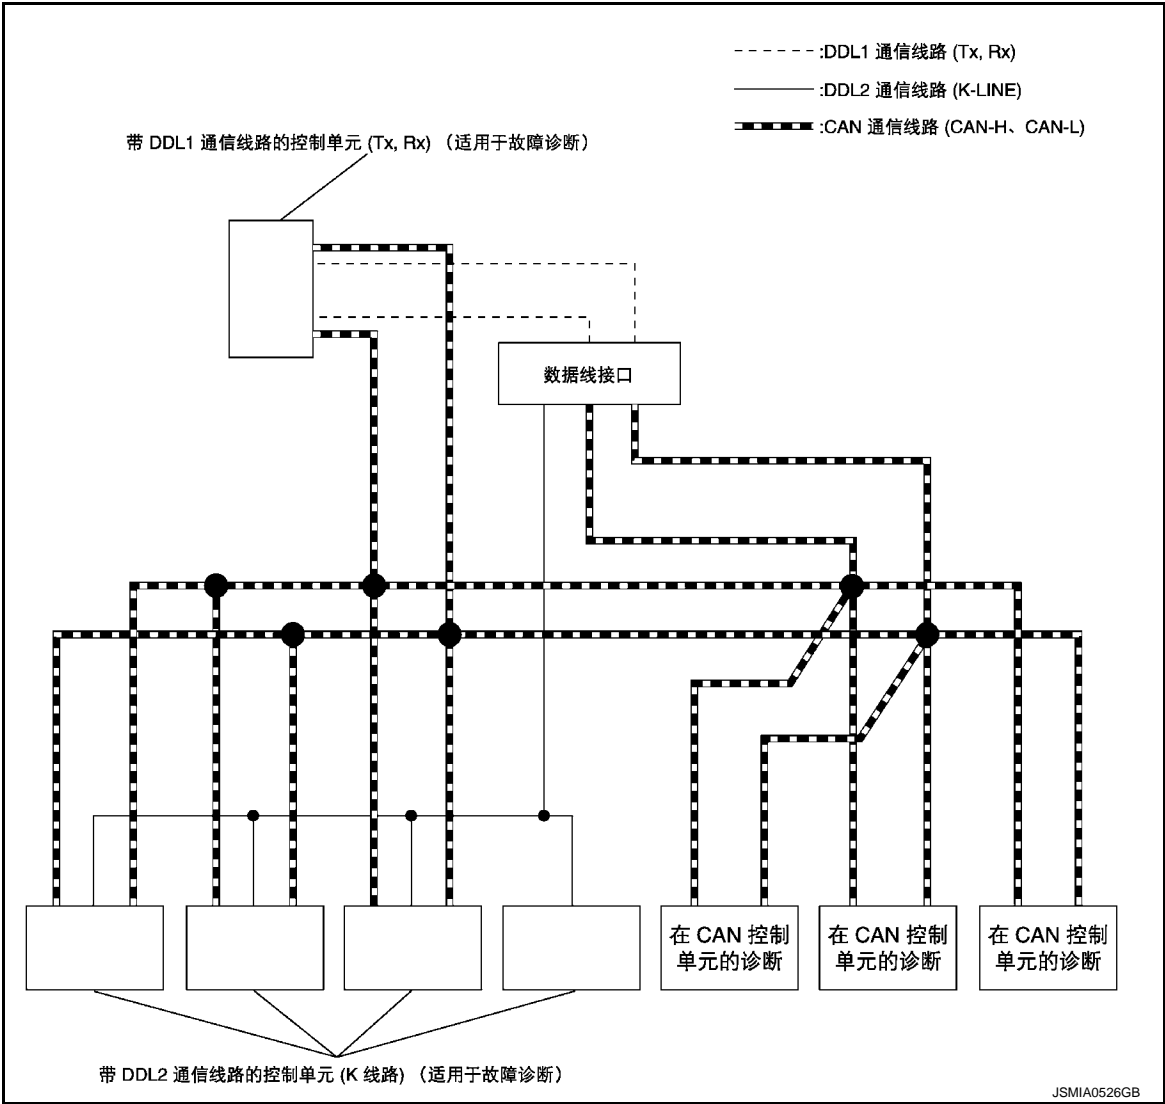 :DDL1 通信线路 (Tx, Rx)
:DDL2 通信线路 (K-LINE)
:CAN 通信线路 (CAN-H、CAN-L)
带 DDL1 通信线路的控制单元 (Tx, Rx) （适用于故障诊断）
数据线接口
在 CAN 控制
单元的诊断
在 CAN 控制
单元的诊断
在 CAN 控制
单元的诊断
带 DDL2 通信线路的控制单元 (K 线路) （适用于故障诊断）
JSMIA0526GB